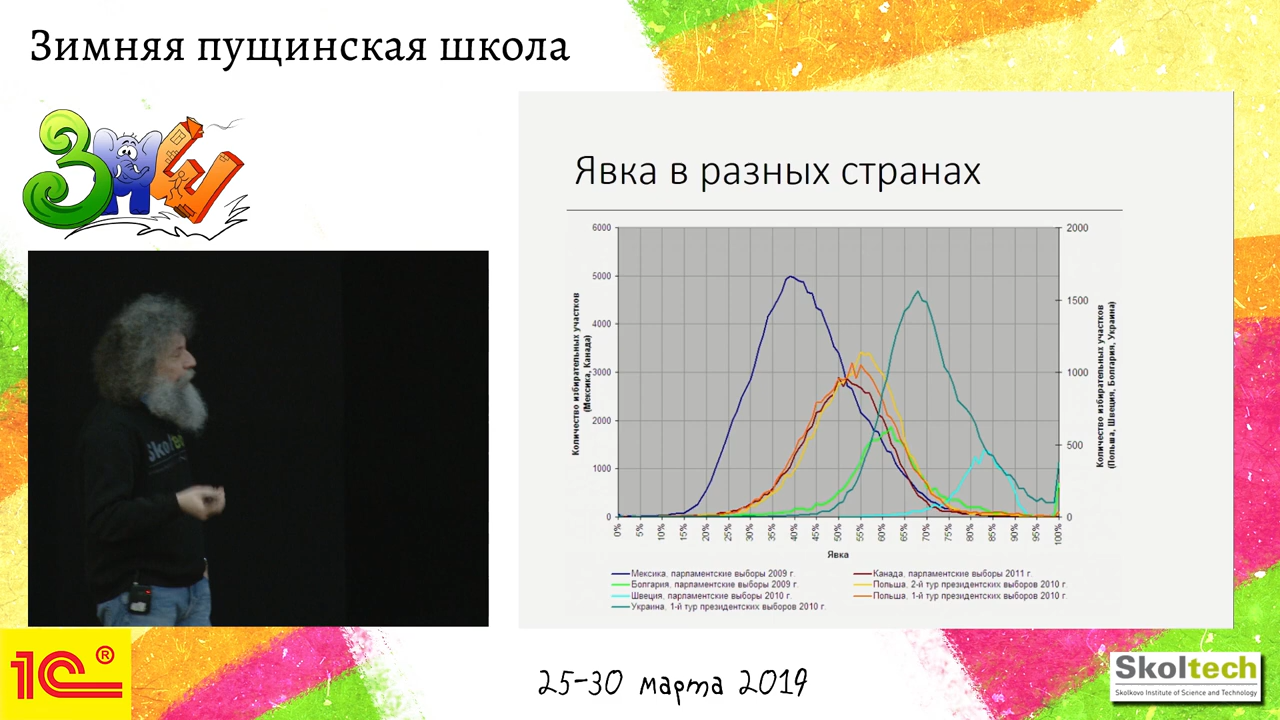 Зимняя пущинская школа
ЗПШ
Skoltech
Явка в разных странах
6000
5000
4000
3000
2000
1000
0
2000
1500
1000
500
0
Количество избирательных участков
(Мексика, Канада)
Количество избирательных участков
(Польша, Швеция, Болгария, Украина)
0%
5%
10%
15%
20%
25%
30%
35%
40%
45%
50%
55%
60%
65%
70%
75%
80%
85%
90%
95%
100%
Явка
Мексика, парламентские выборы 2009 г.
Канада, парламентские выборы 2011 г.
Болгария, парламентские выборы 2009 г.
Польша, 2-й тур президентских выборов 2010 г.
Швеция, парламентские выборы 2010 г.
Польша, 1-й тур президентских выборов 2010 г.
Украина, 1-й тур президентских выборов 2010 г.
1С®
25-30 марта 2019
Skoltech
Skolkovo Institute of Science and Technology